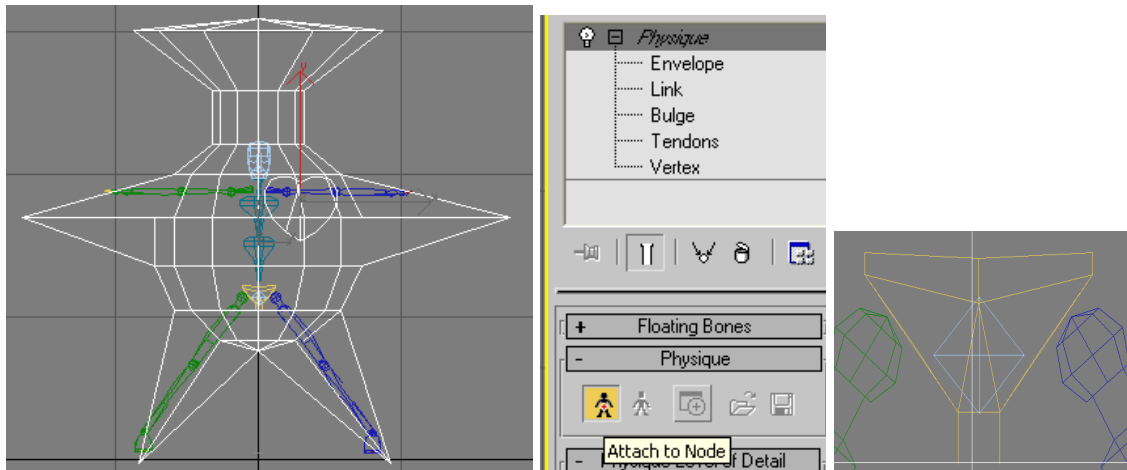 Physique
Envelope
Link
Bulge
Tendons
Vertex
+ Floating Bones
- Physique
Attach to Node